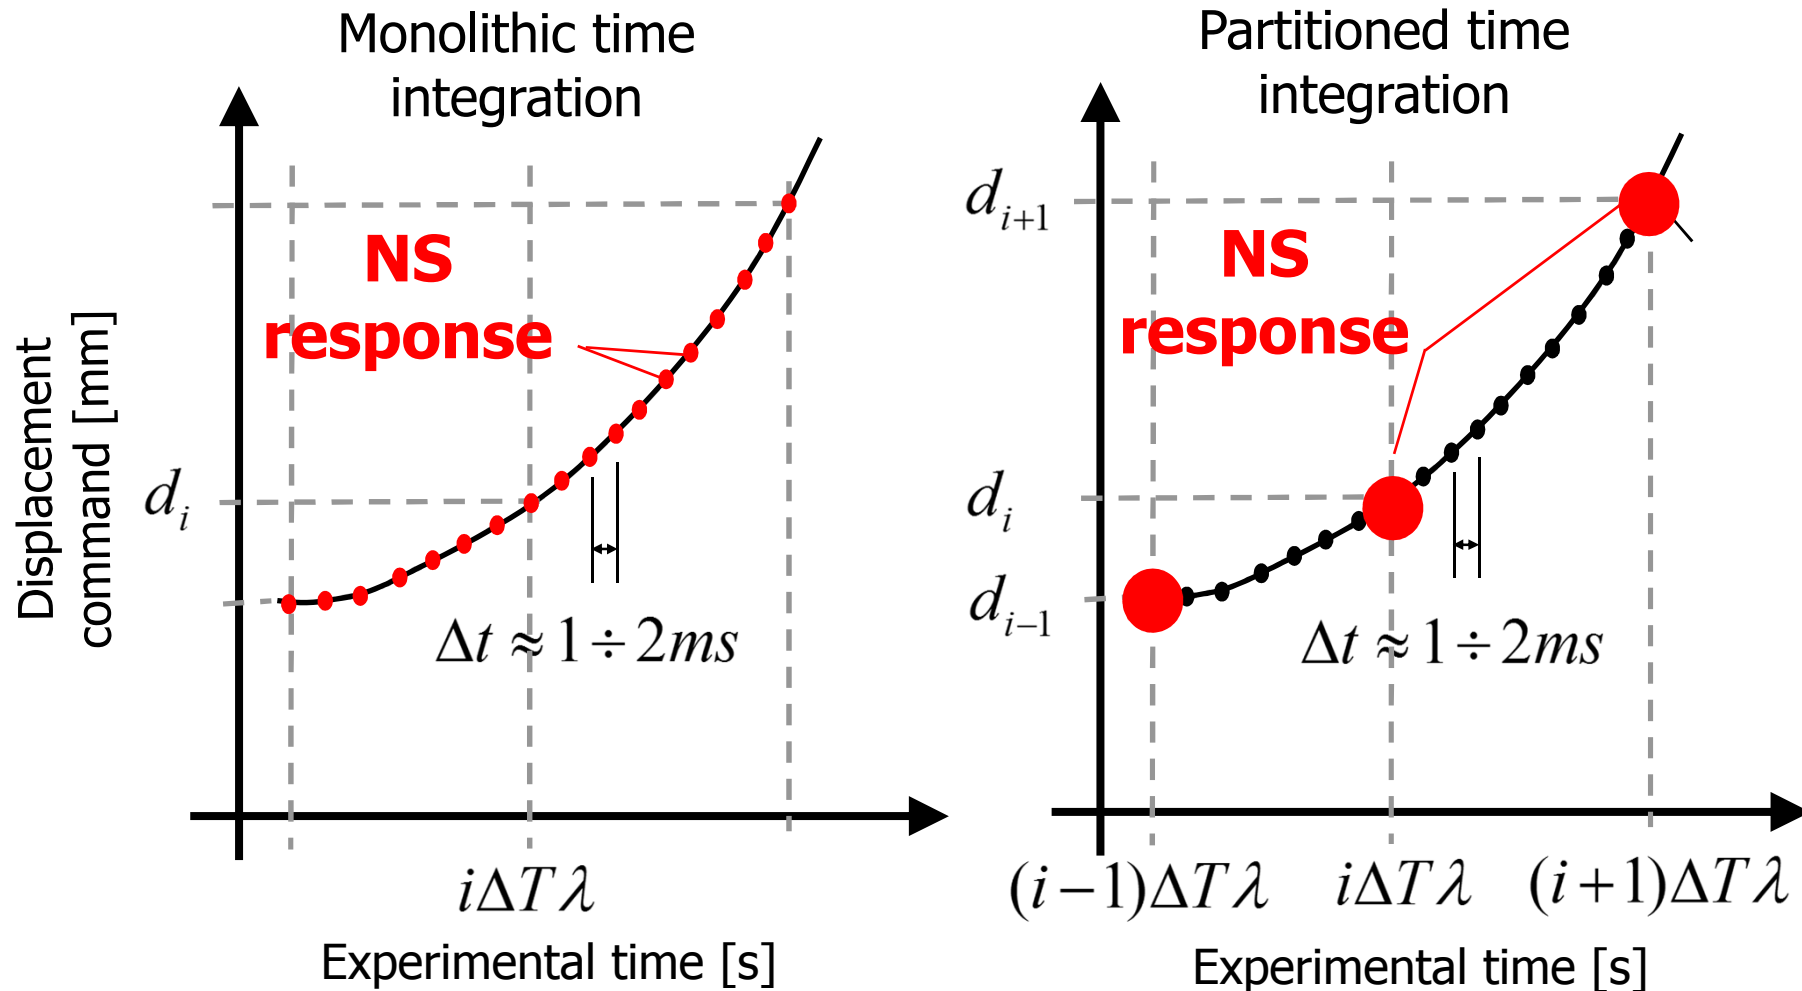 Monolithic time
integration
NS
response
Displacement
command [mm]
d_i
Δt ≈ 1 ÷ 2ms
iΔTλ
Experimental time [s]
Partitioned time
integration
d_{i+1}
NS
response
d_i
d_{i−1}
Δt ≈ 1 ÷ 2ms
(i−1)ΔTλ iΔTλ (i+1)ΔTλ
Experimental time [s]